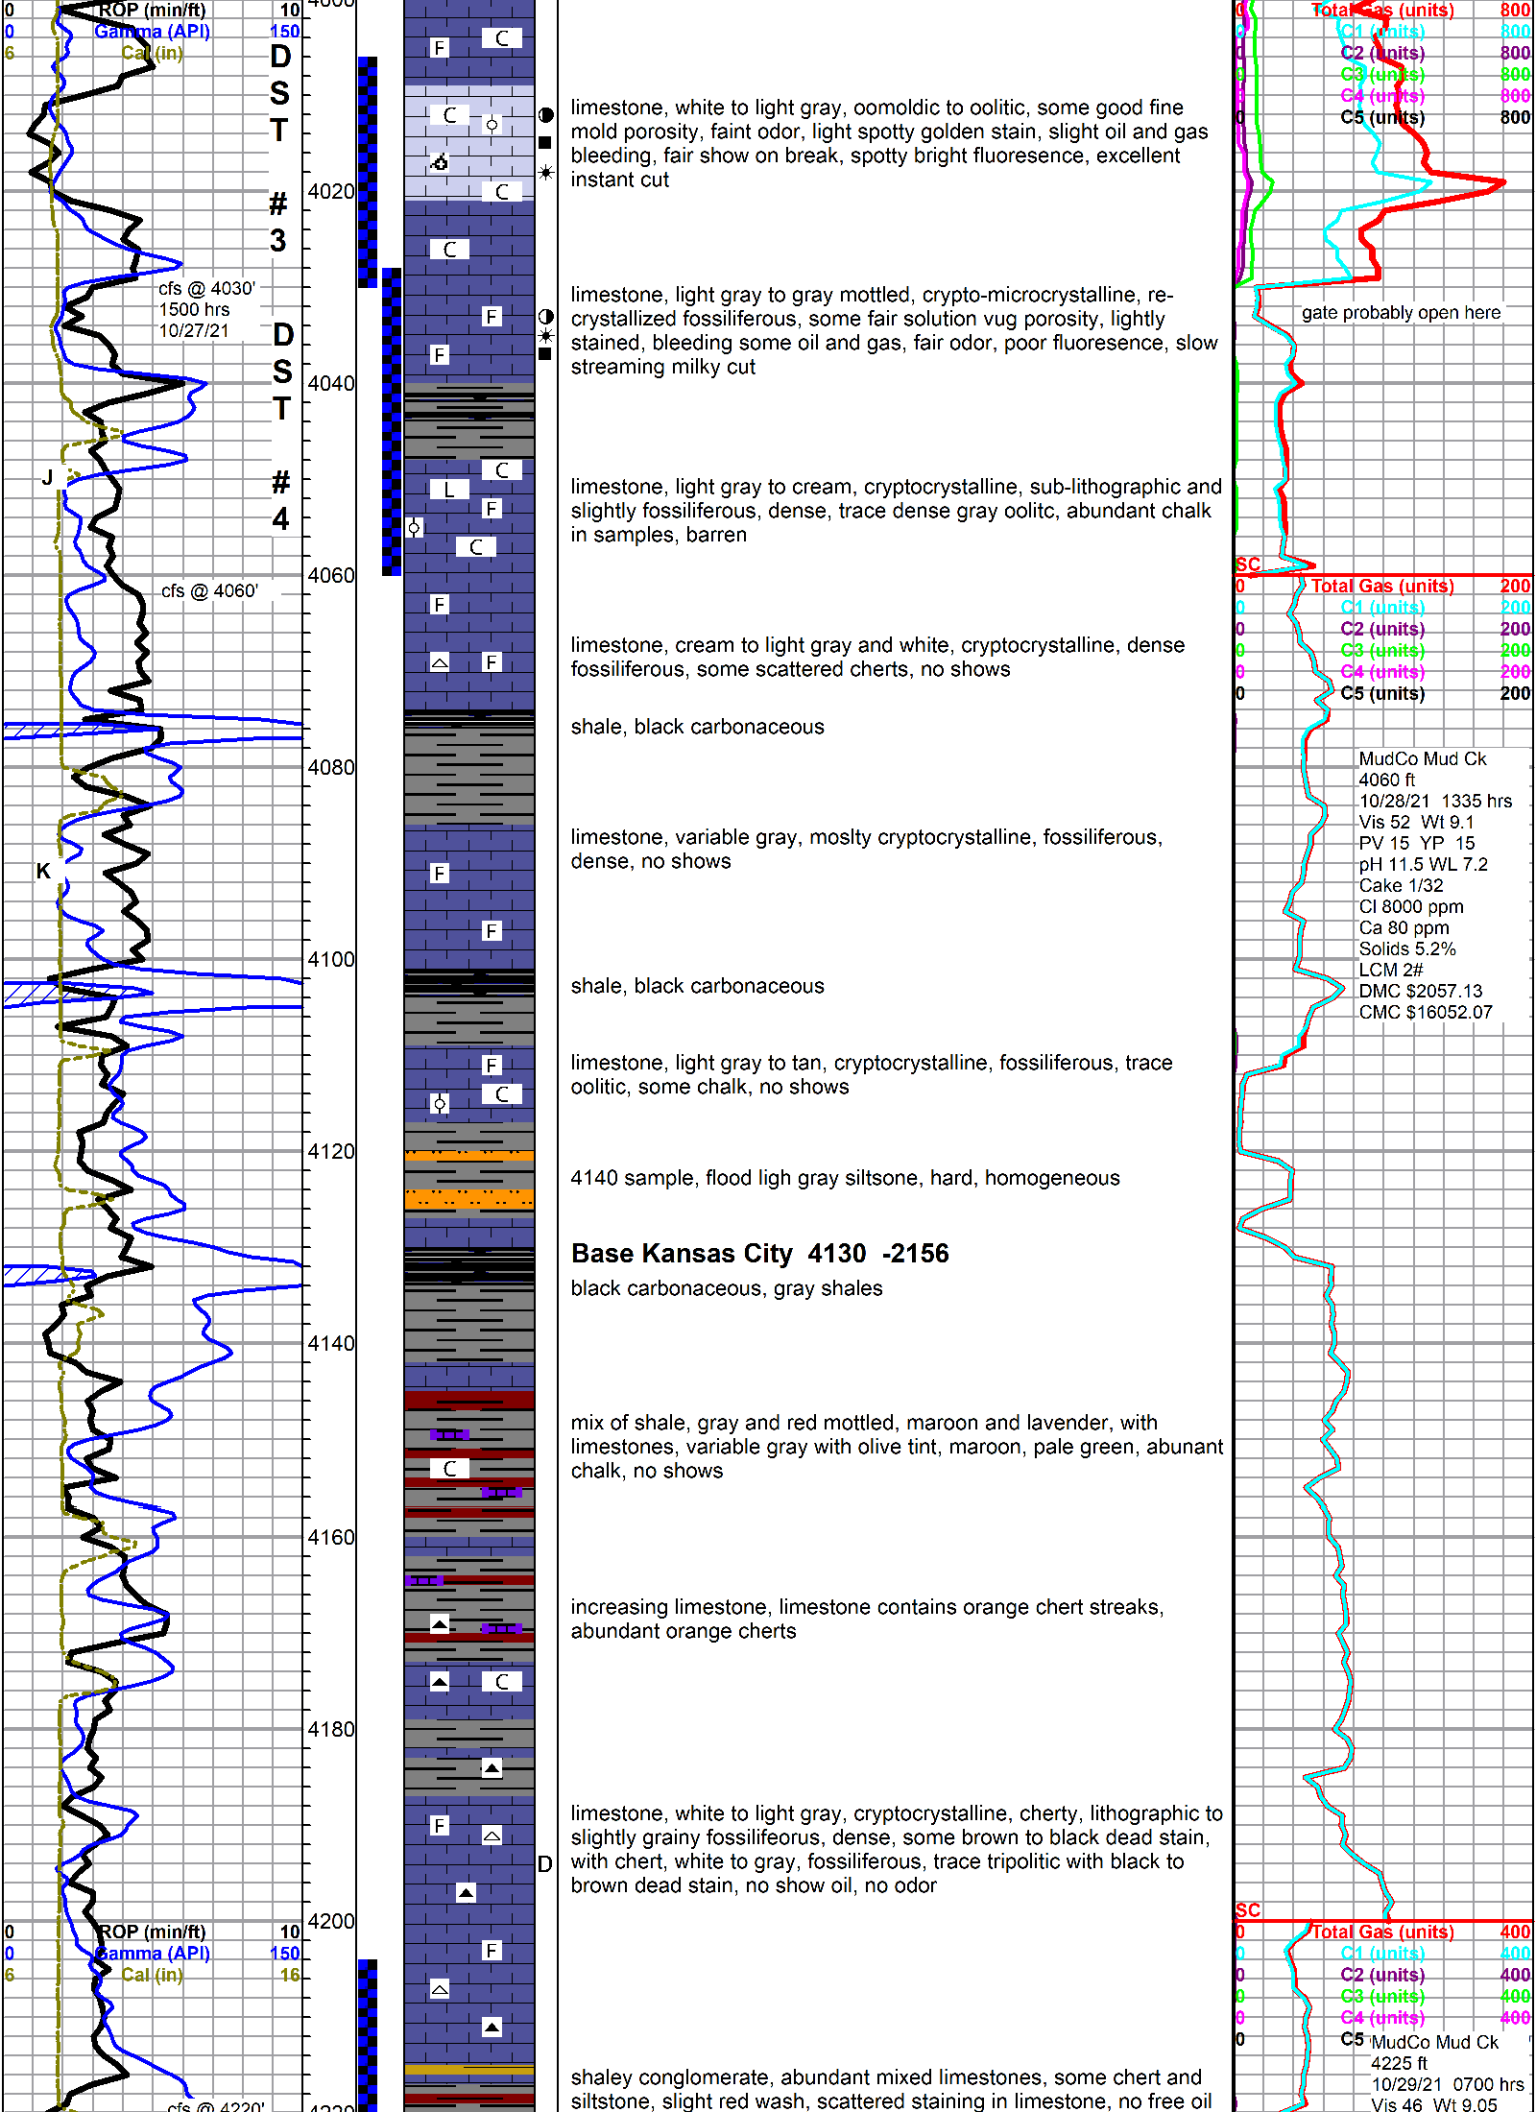 ROP (min/ft)
10
0
Gamma (API)
150
6
Cal (in)
D
S
T
#
3
cfs @ 4030'
1500 hrs
10/27/21
D
S
T
#
4
J
cfs @ 4060'
K
0
ROP (min/ft)
10
0
Gamma (API)
150
6
Cal (in)
16
cfs @ 4220'
4020
4040
4060
4080
4100
4120
4140
4160
4180
4200
F
C
C
C
C
F
F
C
L
F
C
F
F
F
F
F
C
C
C
F
F
D
limestone, white to light gray, oomoldic to oolitic, some good fine
mold porosity, faint odor, light spotty golden stain, slight oil and gas
bleeding, fair show on break, spotty bright fluoresence, excellent
instant cut
limestone, light gray to gray mottled, crypto-microcrystalline, re-
crystallized fossiliferous, some fair solution vug porosity, lightly
stained, bleeding some oil and gas, fair odor, poor fluoresence, slow
streaming milky cut
limestone, light gray to cream, cryptocrystalline, sub-lithographic and
slightly fossiliferous, dense, trace dense gray oolitc, abundant chalk
in samples, barren
limestone, cream to light gray and white, cryptocrystalline, dense
fossiliferous, some scattered cherts, no shows
shale, black carbonaceous
limestone, variable gray, moslty cryptocrystalline, fossiliferous,
dense, no shows
shale, black carbonaceous
limestone, light gray to tan, cryptocrystalline, fossiliferous, trace
oolitic, some chalk, no shows
4140 sample, flood ligh gray siltsone, hard, homogeneous
Base Kansas City 4130 -2156
black carbonaceous, gray shales
mix of shale, gray and red mottled, maroon and lavender, with
limestones, variable gray with olive tint, maroon, pale green, abunant
chalk, no shows
increasing limestone, limestone contains orange chert streaks,
abundant orange cherts
limestone, white to light gray, cryptocrystalline, cherty, lithographic to
slightly grainy fossilifeorus, dense, some brown to black dead stain,
with chert, white to gray, fossiliferous, trace tripolitic with black to
brown dead stain, no show oil, no odor
shaley conglomerate, abundant mixed limestones, some chert and
siltstone, slight red wash, scattered staining in limestone, no free oil
0
Total Gas (units)
800
C1 (units)
800
C2 (units)
800
C3 (units)
800
C4 (units)
800
C5 (units)
800
gate probably open here
SC
0
Total Gas (units)
200
0
C1 (units)
200
0
C2 (units)
200
0
C3 (units)
200
0
C4 (units)
200
0
C5 (units)
200
MudCo Mud Ck
4060 ft
10/28/21 1335 hrs
Vis 52 Wt 9.1
PV 15 YP 15
pH 11.5 WL 7.2
Cake 1/32
Cl 8000 ppm
Ca 80 ppm
Solids 5.2%
LCM 2#
DMC $2057.13
CMC $16052.07
SC
0
Total Gas (units)
400
0
C1 (units)
400
0
C2 (units)
400
0
C3 (units)
400
0
C4 (units)
400
0
C5
MudCo Mud Ck
4225 ft
10/29/21 0700 hrs
Vis 46 Wt 9.05